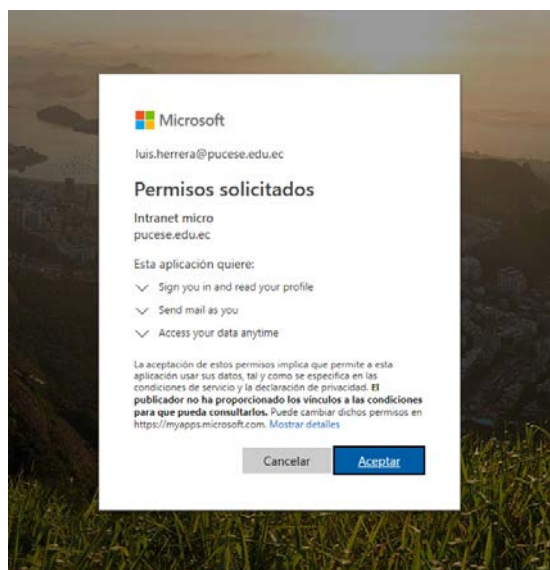 Microsoft
luis.herrera@pucese.edu.ec
Permisos solicitados
Intranet micro
pucese.edu.ec
Esta aplicación quiere:
Sign you in and read your profile
Send mail as you
Access your data anytime
La aceptación de estos permisos implica que permite a esta
aplicación usar sus datos, tal y como se especifica en las
condiciones de servicio y la declaración de privacidad. El
publicador no ha proporcionado los vínculos a las condiciones
para que pueda consultarlos. Puede cambiar dichos permisos en
https://myapps.microsoft.com. Mostrar detalles
Cancelar Aceptar